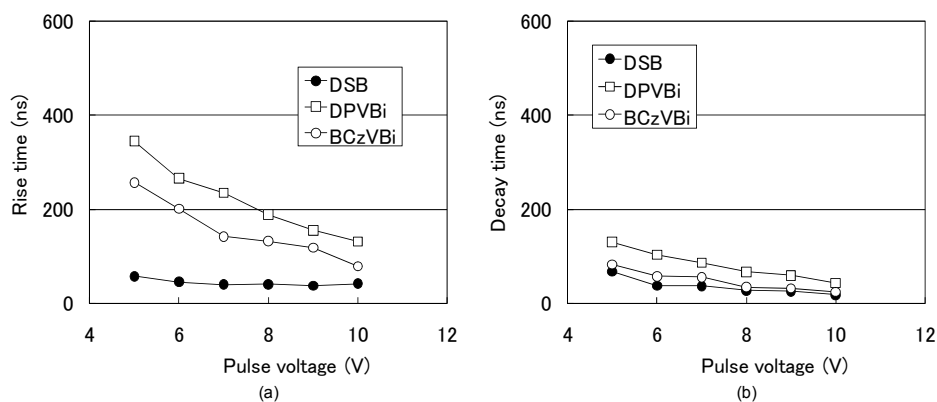 600
400
200
0
Rise time (ns)
DSB
DPVBi
BCzVBi
4 6 8 10 12
Pulse voltage (V)
(a)
600
400
200
0
Decay time (ns)
DSB
DPVBi
BCzVBi
4 6 8 10 12
Pulse voltage (V)
(b)